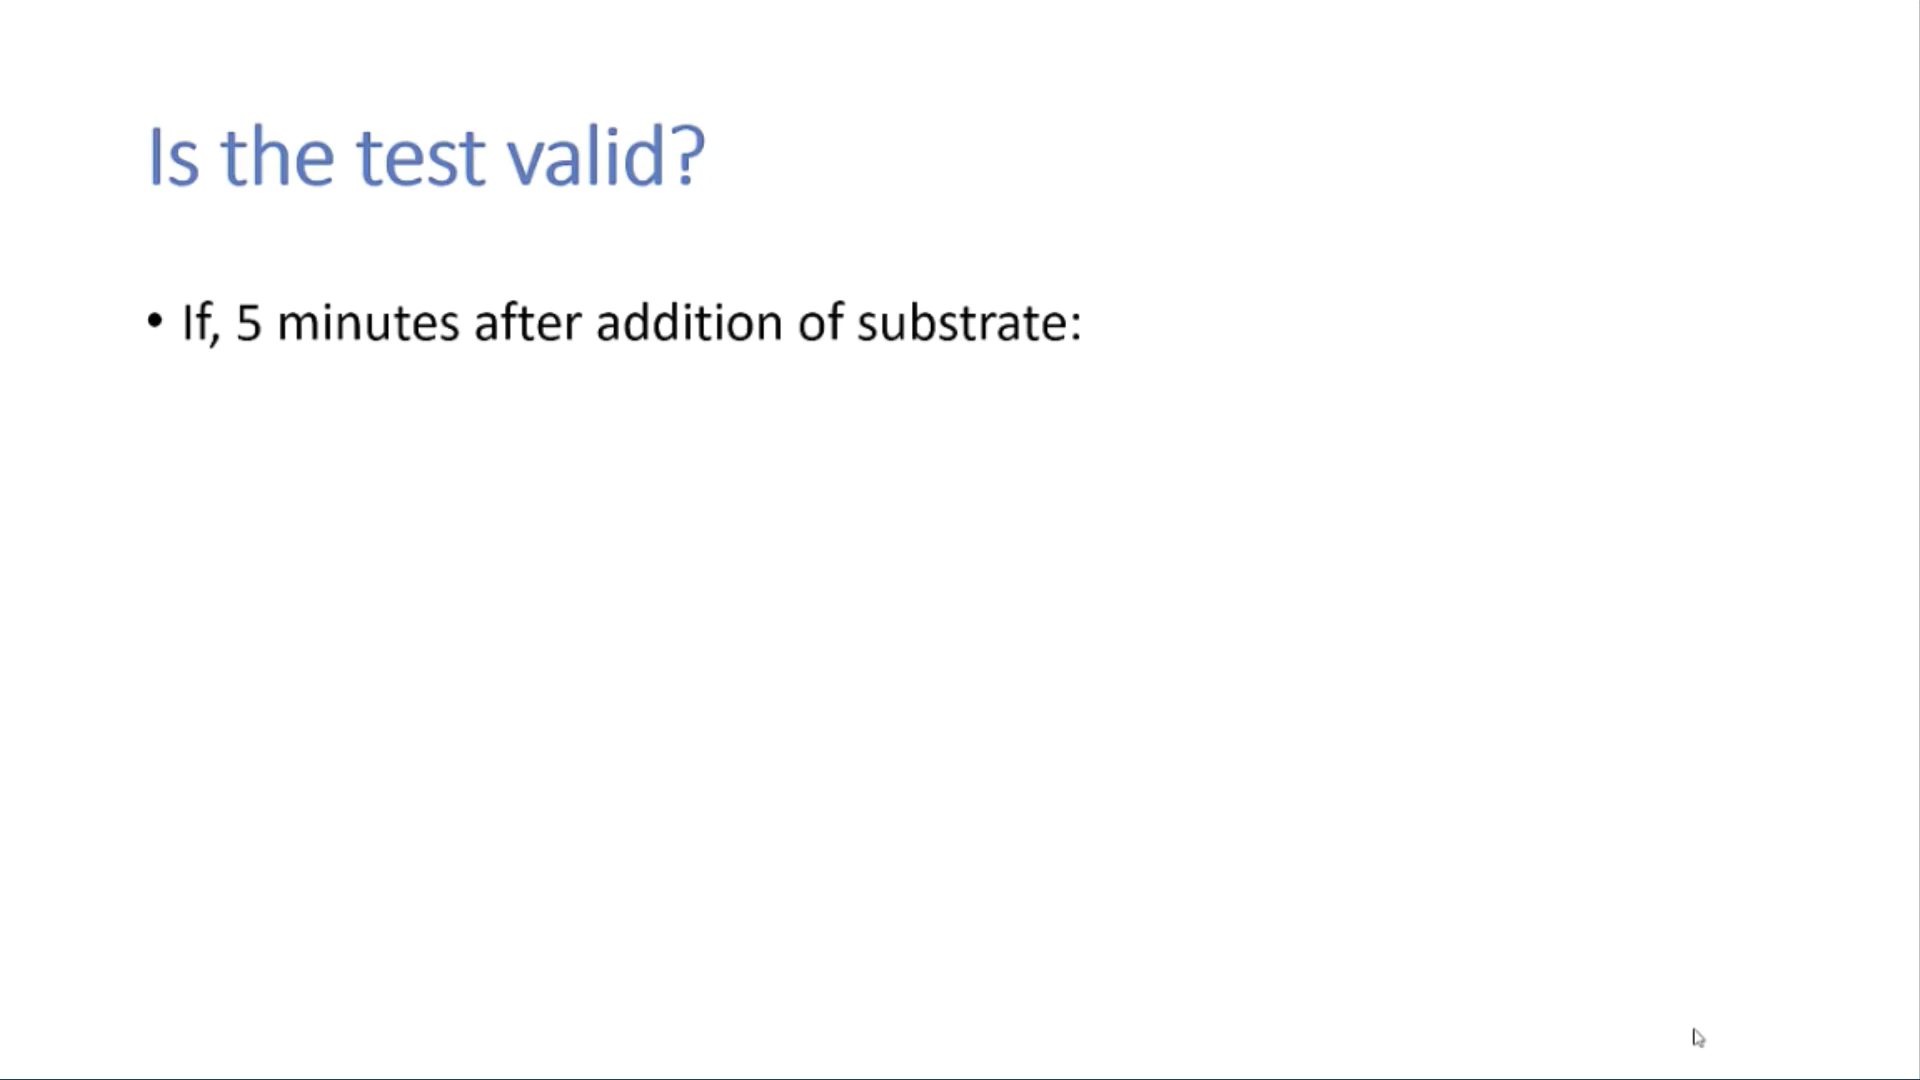 Is the test valid?
• If, 5 minutes after addition of substrate: